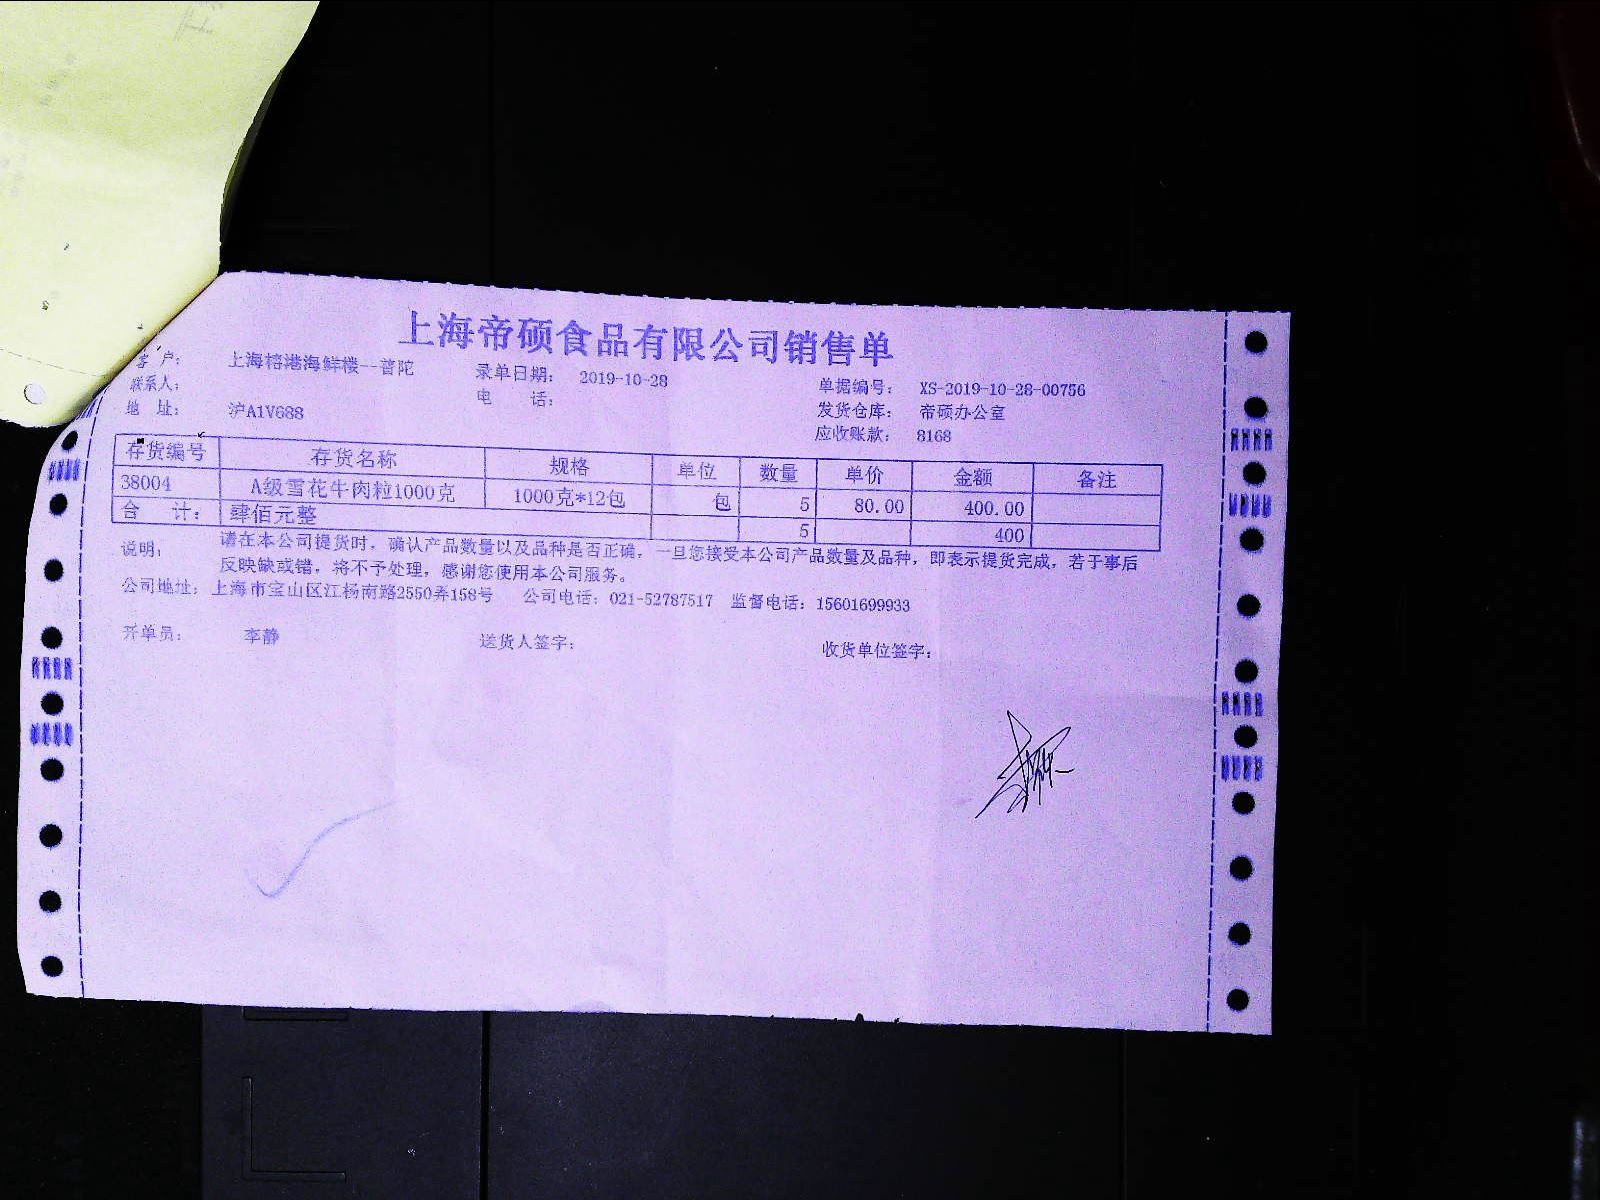 上海帝硕食品有限公司销售单
客 户： 上海榕港海鲜楼--普陀 录单日期： 2019-10-28 单据编号： XS-2019-10-28-00756
联系人： 电 话： 发货仓库： 帝硕办公室
地 址： 沪A1V688 应收账款： 8168
存货编号 存货名称 规格 单位 数量 单价 金额 备注
38004 A级雪花牛肉粒1000克 1000克*12包 包 5 80.00 400.00
合 计： 肆佰元整 5 400
说明： 请在本公司提货时，确认产品数量以及品种是否正确，一旦您接受本公司产品数量及品种，即表示提货完成，若于事后
反映缺或错，将不予处理，感谢您使用本公司服务。
公司地址：上海市宝山区江杨南路2550弄158号 公司电话：021-52787517 监督电话：15601699933
开单员： 李静 送货人签字： 收货单位签字：